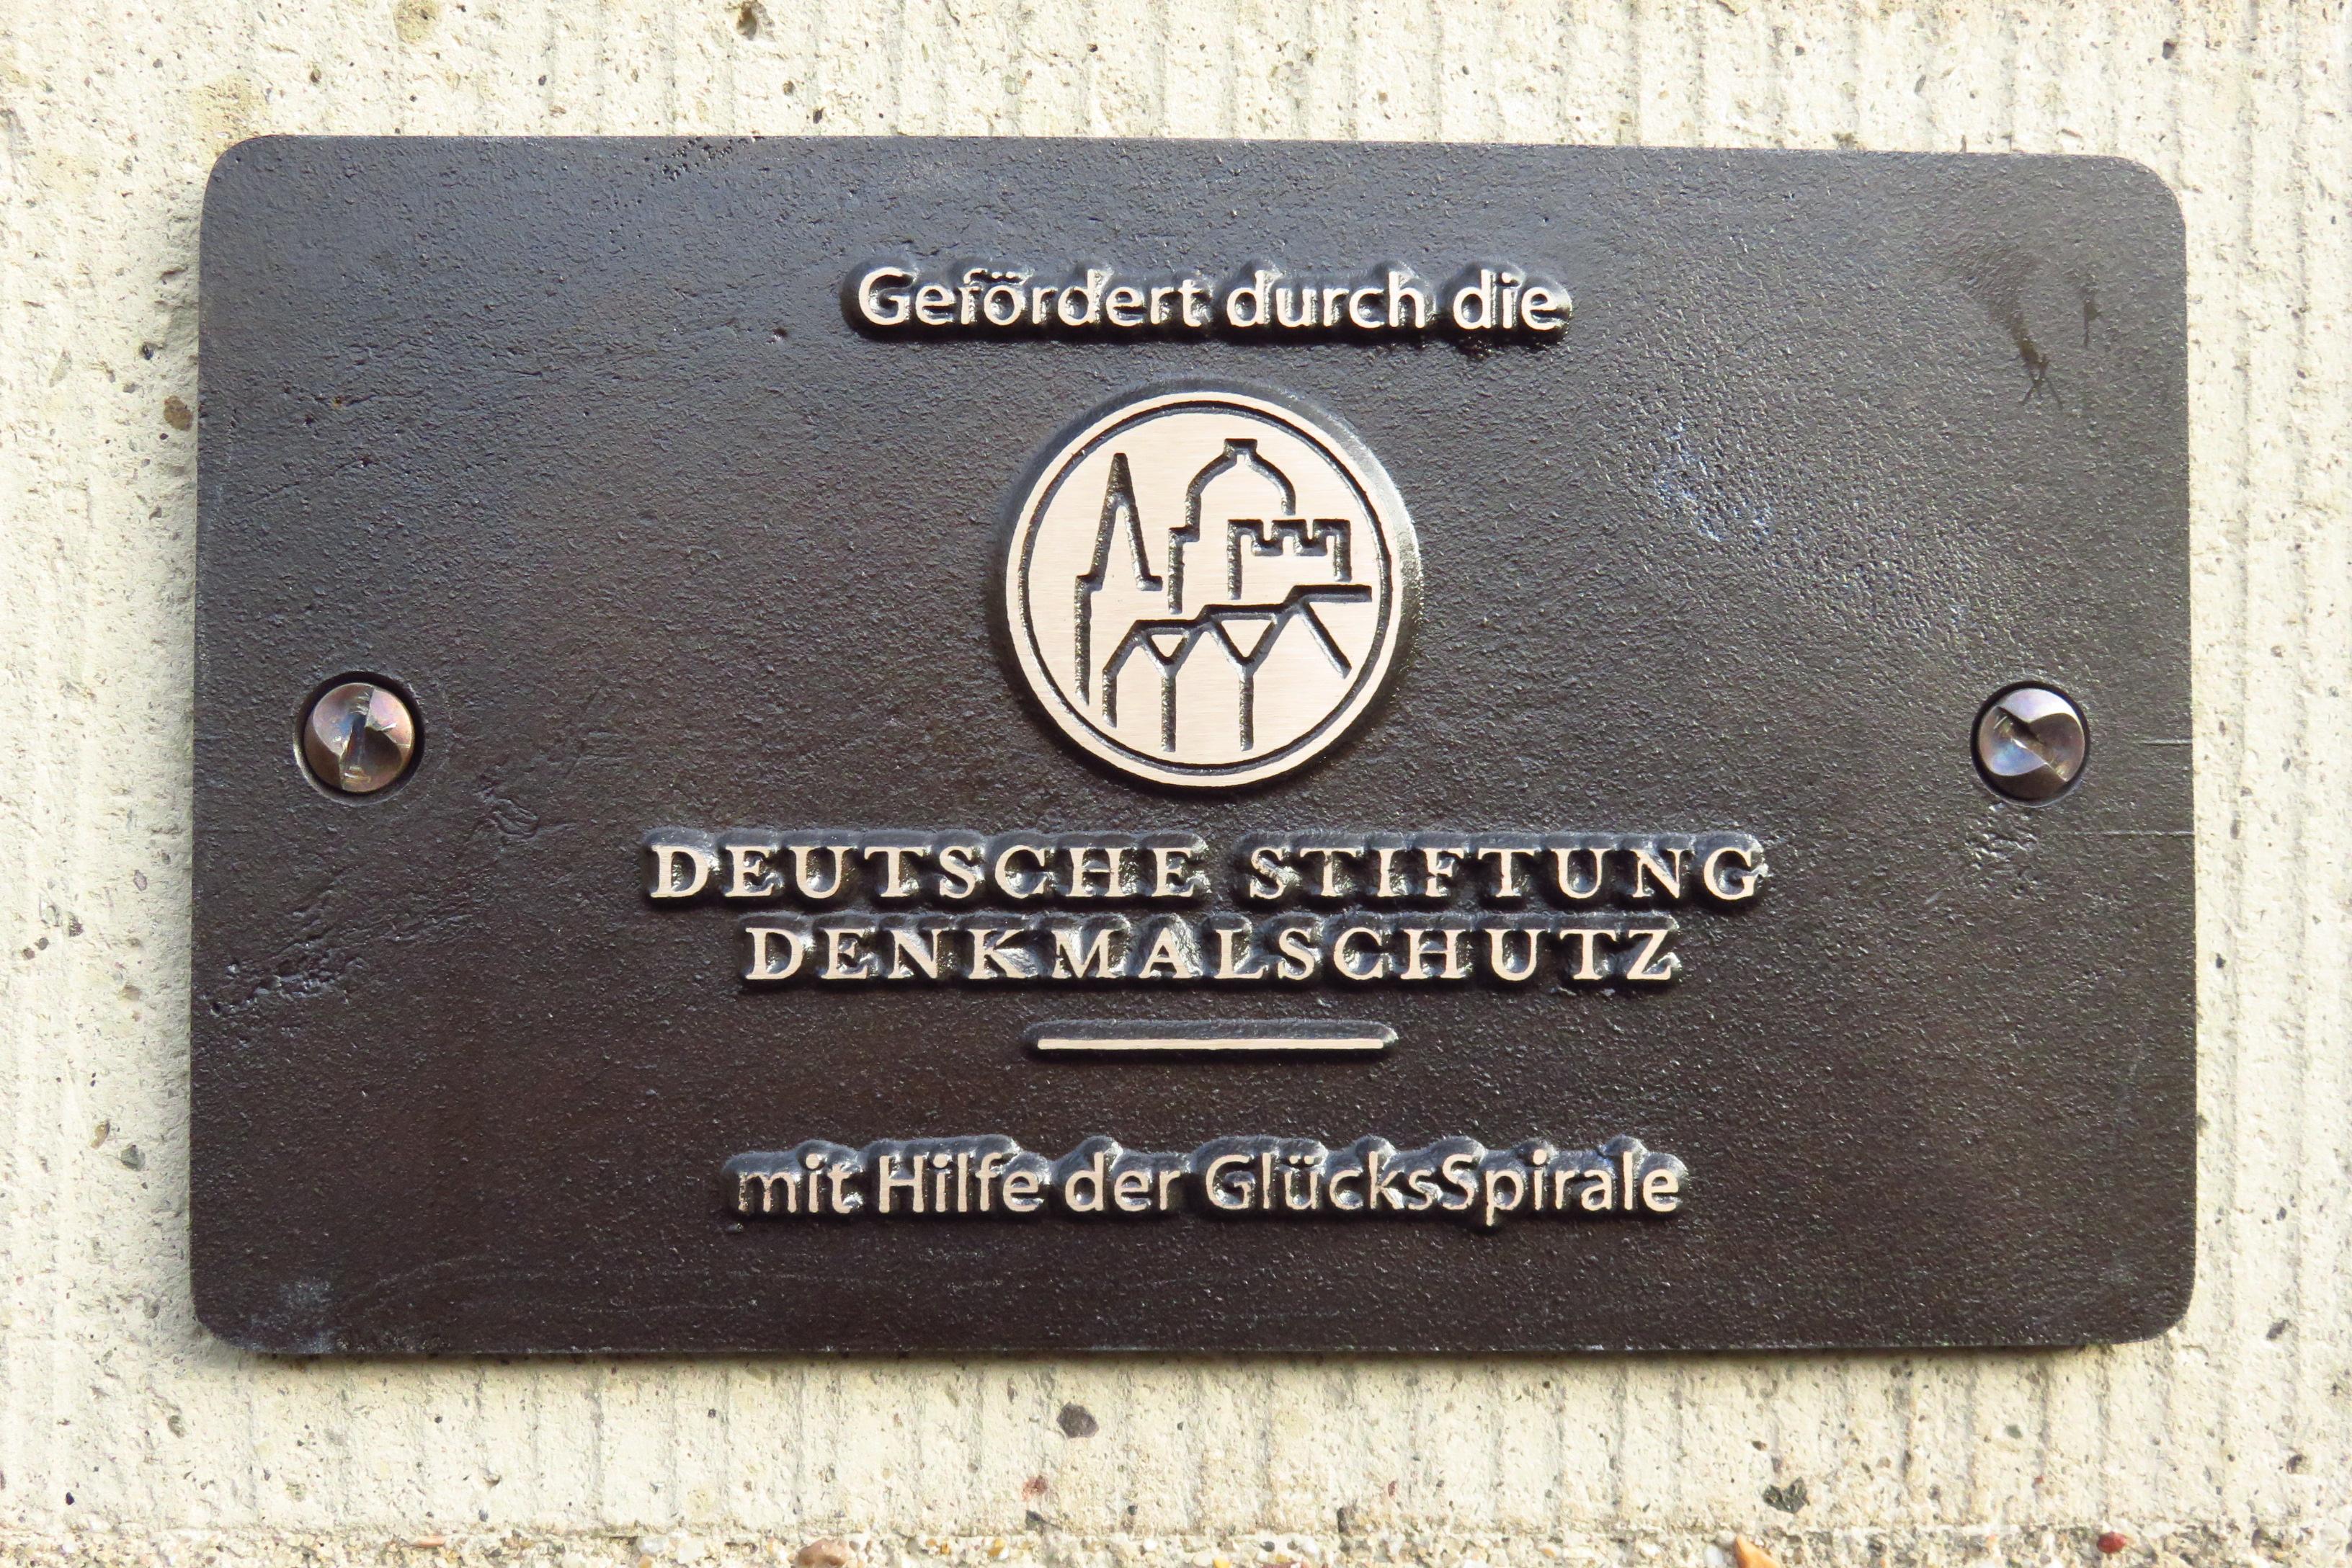 Gefördert durch die
DEUTSCHE STIFTUNG
DENKMALSCHUTZ
mit Hilfe der GlücksSpirale